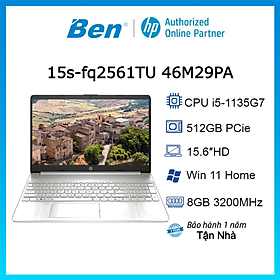 Ben
hp
Authorized
Online Partner
15s-fq2561TU 46M29PA
CPU i5-1135G7
512GB PCie
15.6"HD
Win 11 Home
8GB 3200MHz
Bảo hành 1 năm
Tận Nhà